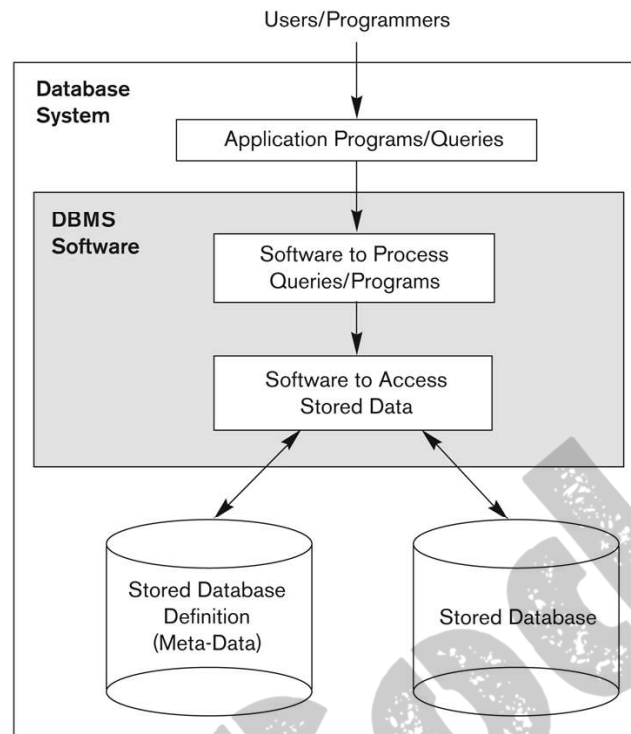 Users/Programmers
Database
System
Application Programs/Queries
DBMS
Software
Software to Process
Queries/Programs
Software to Access
Stored Data
Stored Database
Definition
(Meta-Data)
Stored Database